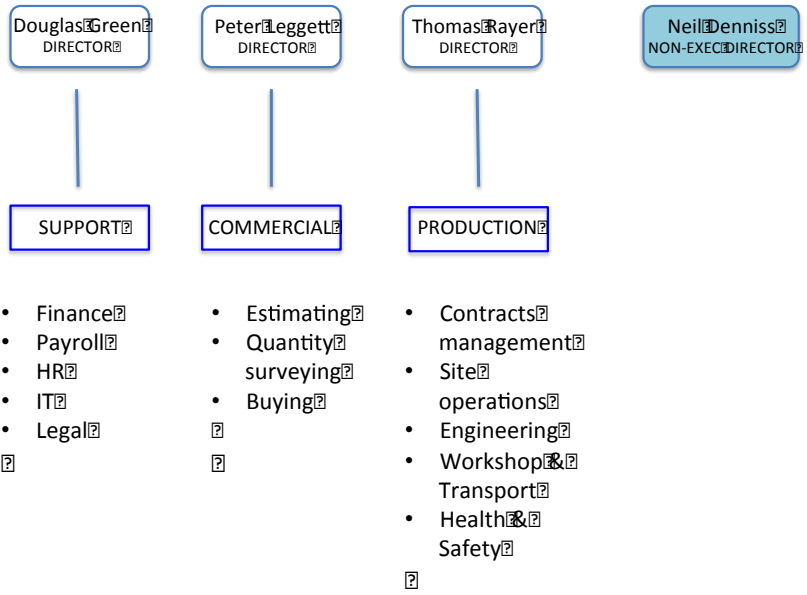 Douglas Green
DIRECTOR
Peter Leggett
DIRECTOR
Thomas Rayer
DIRECTOR
Neil Denniss
NON-EXEC DIRECTOR
SUPPORT
COMMERCIAL
PRODUCTION
• Finance
• Payroll
• HR
• IT
• Legal
• Estimating
• Quantity
surveying
• Buying
• Contracts
management
• Site
operations
• Engineering
• Workshop &
Transport
• Health &
Safety